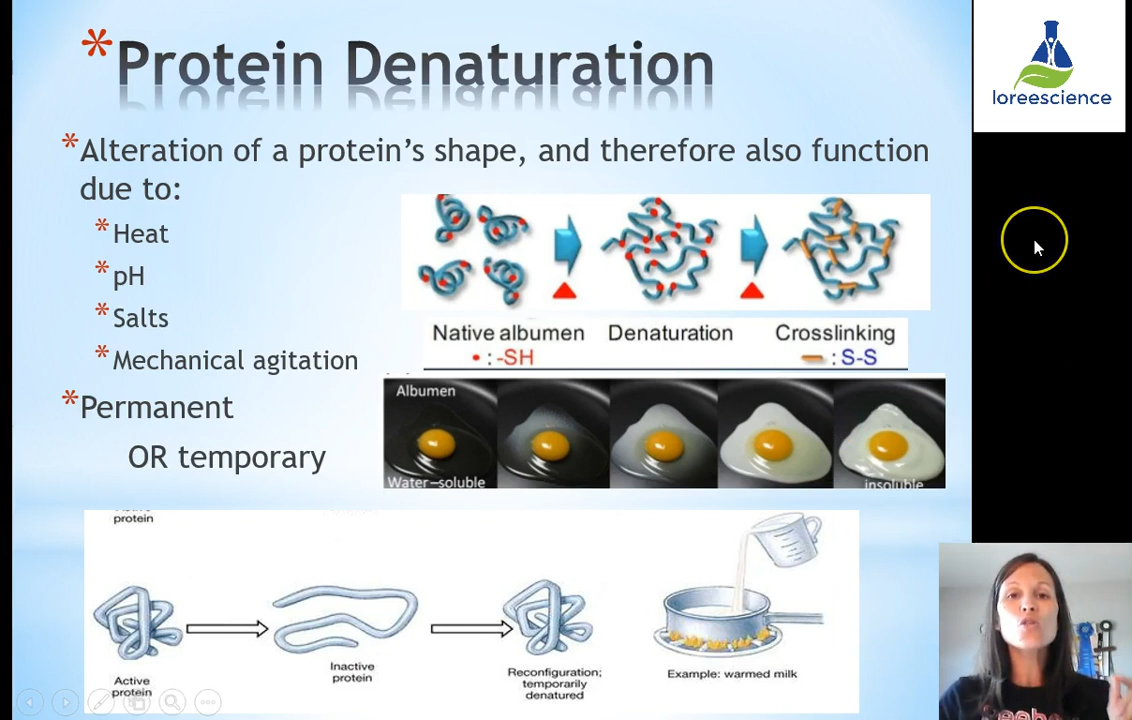 *Protein Denaturation
loreescience
*Alteration of a protein's shape, and therefore also function
due to:
*Heat
*pH
*Salts
*Mechanical agitation
*Permanent
OR temporary
Native albumen
Denaturation
Crosslinking
• : -SH
: S-S
Albumen
Water-soluble
insoluble
protein
Active
protein
Inactive
protein
Reconfiguration;
temporarily
denatured
Example: warmed milk